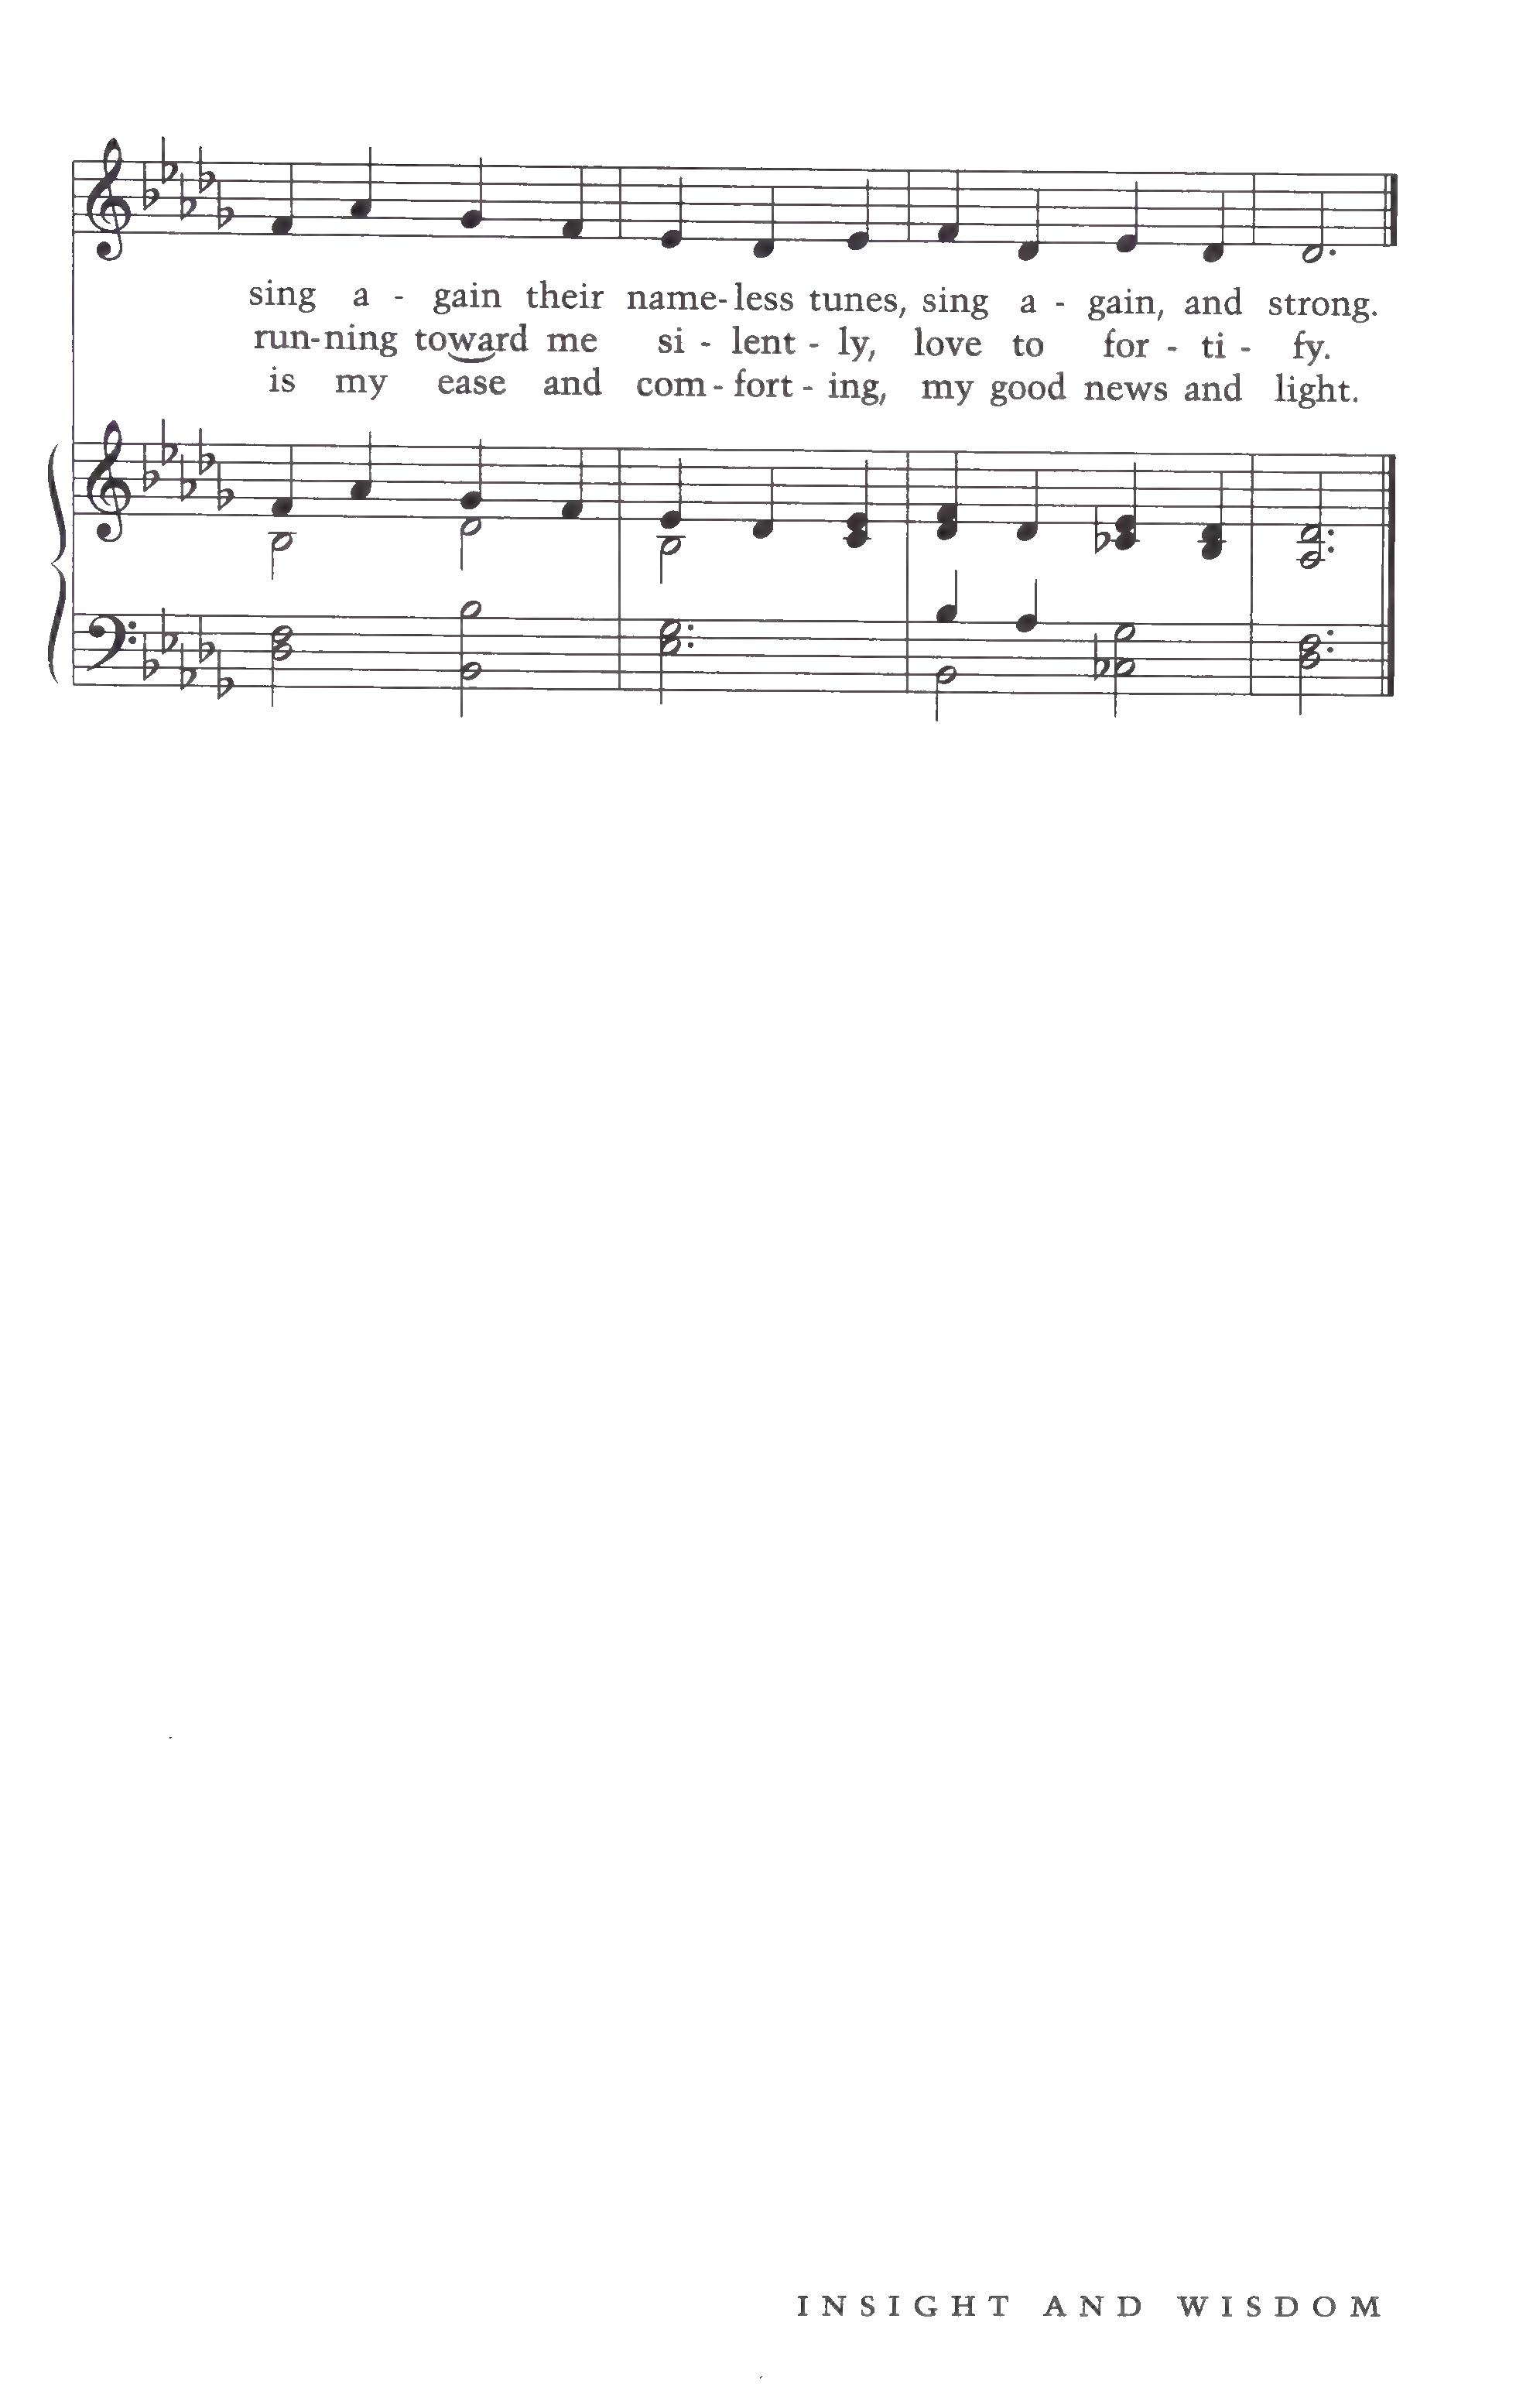 sing a - gain their name-less tunes, sing a - gain, and strong.
run-ning toward me si - lent - ly, love to for - ti - fy.
is my ease and com - fort - ing, my good news and light.
INSIGHT AND WISDOM